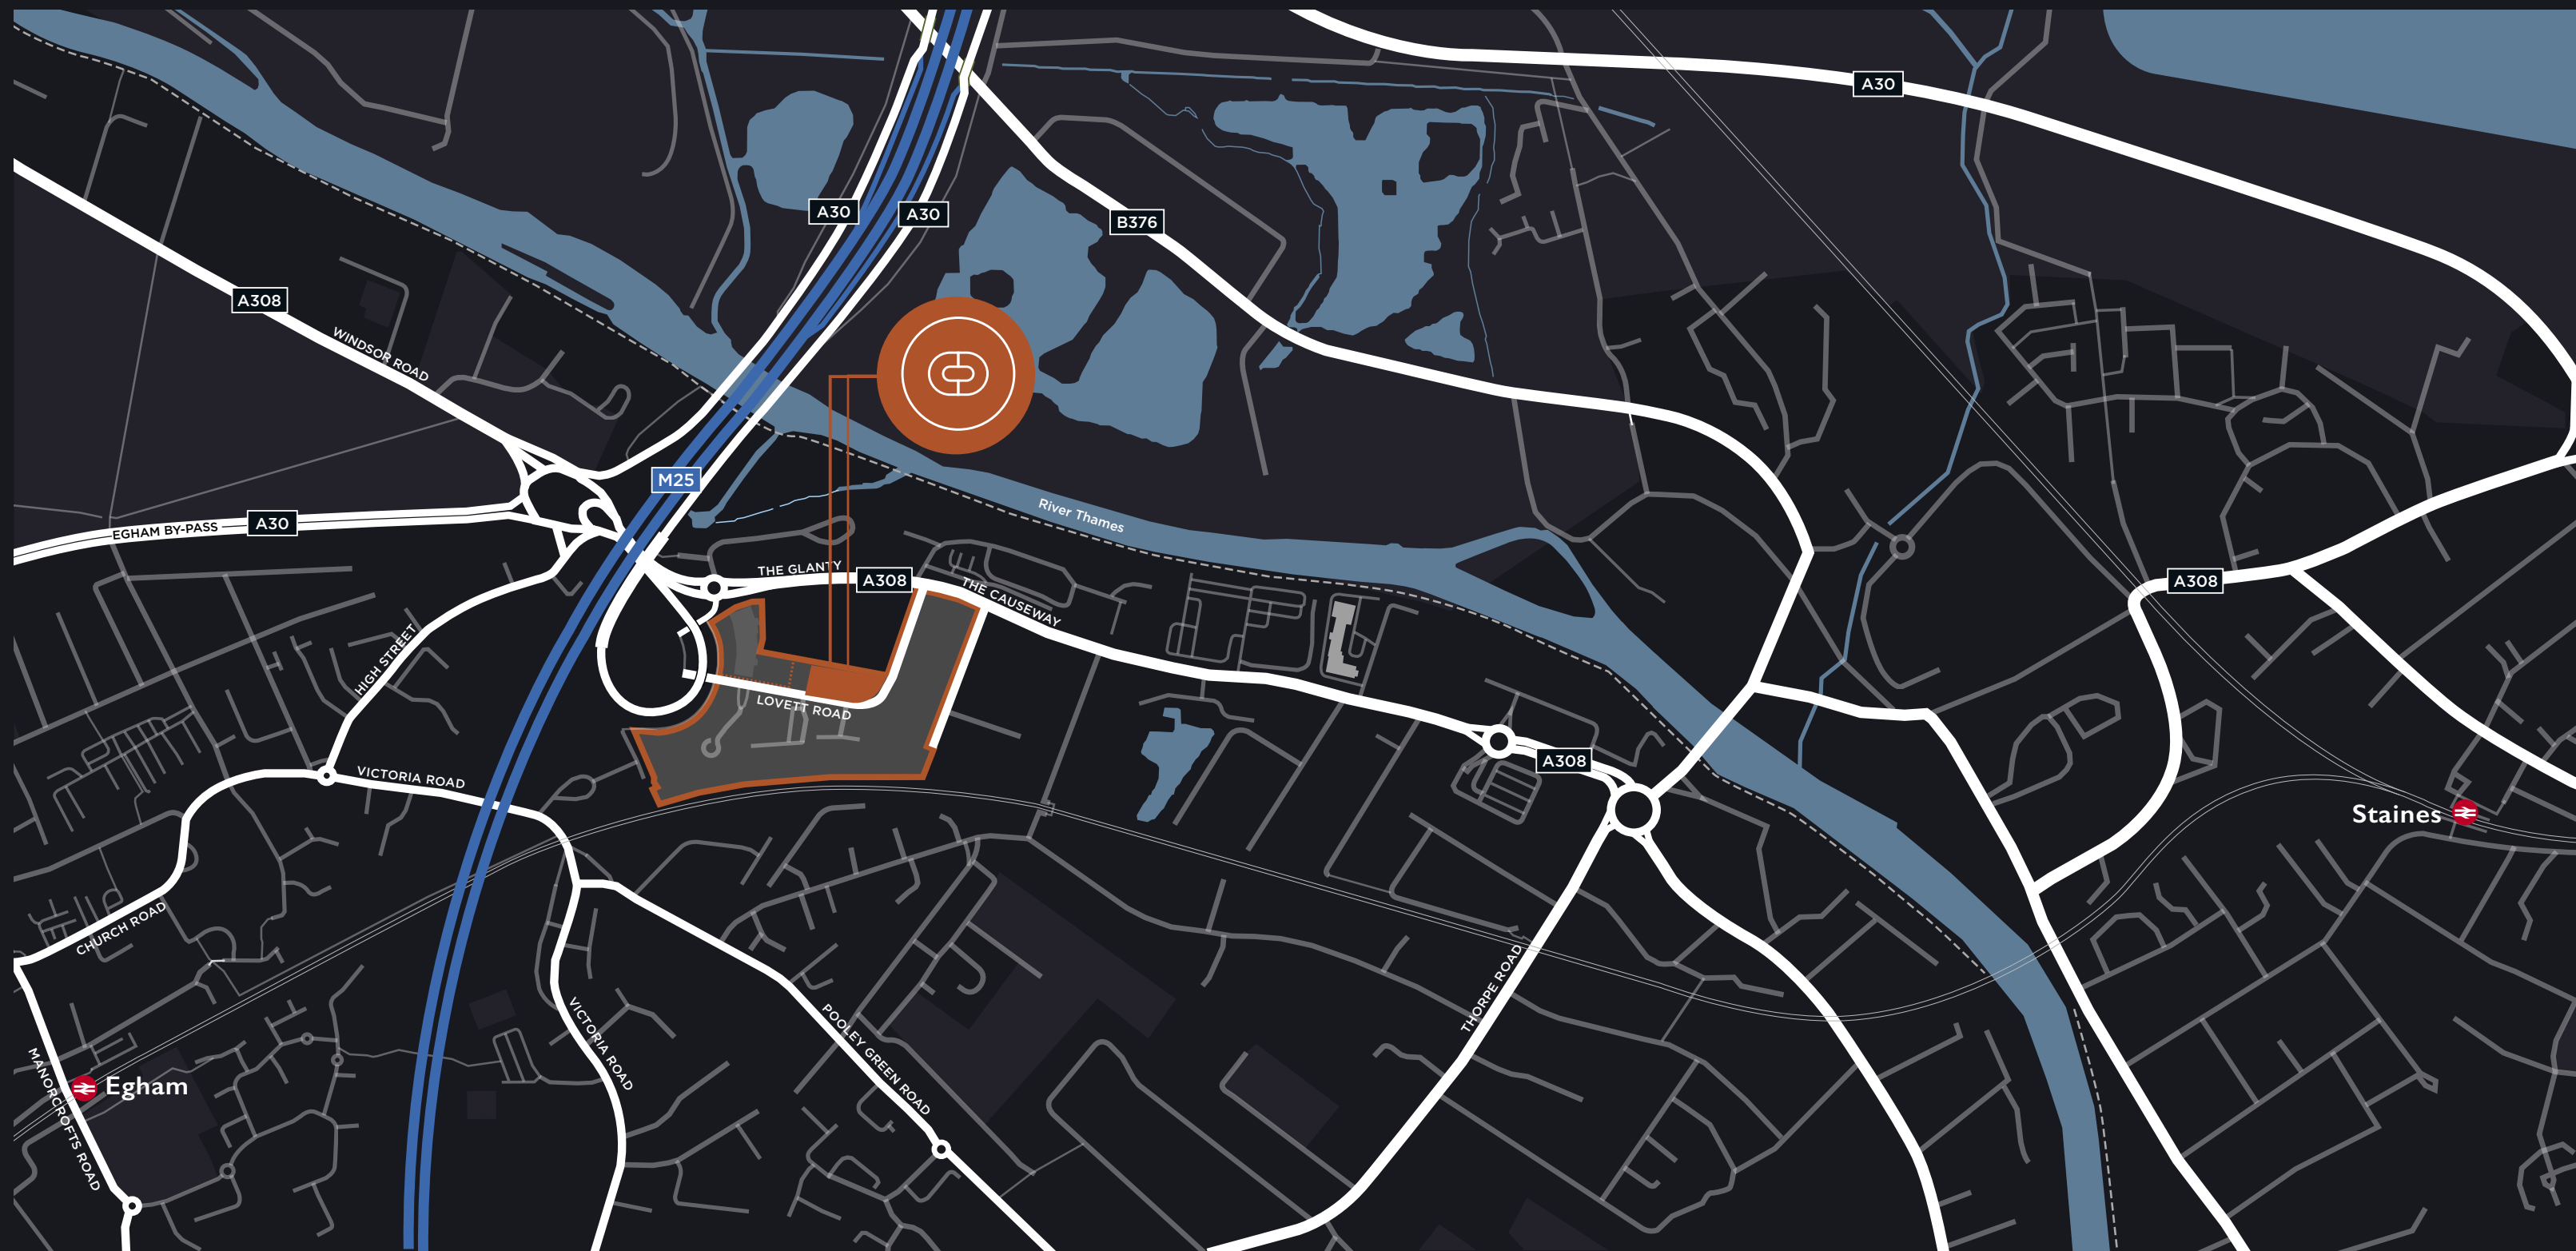 A30
A30
A30
B376
A308
WINDSOR ROAD
M25
River Thames
A30
EGHAM BY-PASS
THE GLANTY
A308
THE CAUSEWAY
A308
HIGH STREET
LOVETT ROAD
A308
VICTORIA ROAD
Staines
CHURCH ROAD
THORPE ROAD
VICTORIA ROAD
POOLEY GREEN ROAD
Egham
MANORCROFTS ROAD